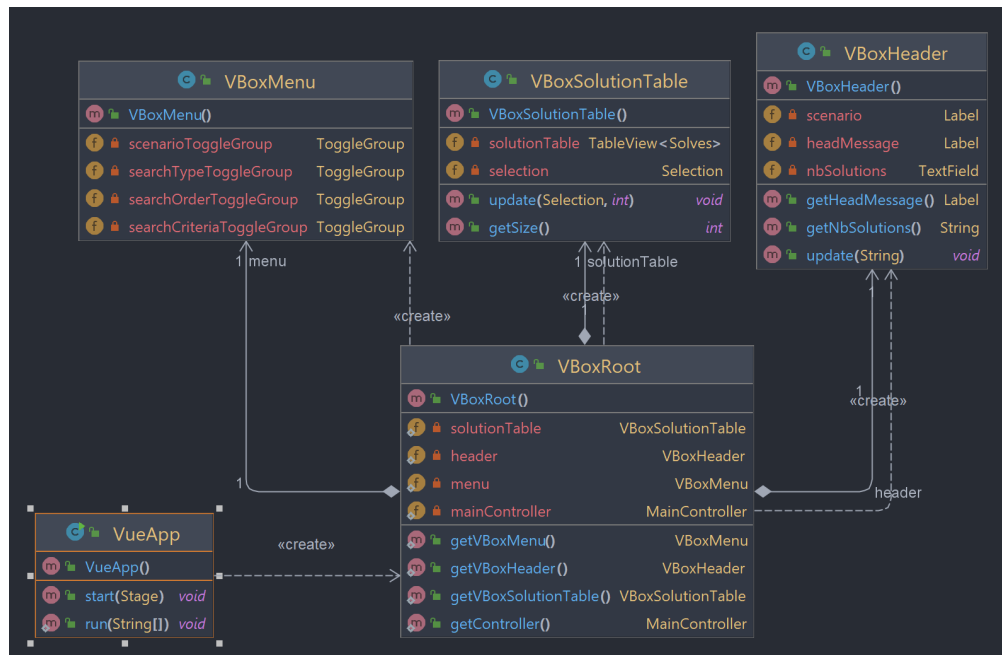 VBoxMenu
VBoxMenu()
scenarioToggleGroup ToggleGroup
searchTypeToggleGroup ToggleGroup
searchOrderToggleGroup ToggleGroup
searchCriteriaToggleGroup ToggleGroup
VBoxSolutionTable
VBoxSolutionTable()
solutionTable TableView<Solves>
selection Selection
update(Selection, int) void
getSize() int
VBoxHeader
VBoxHeader()
scenario Label
headMessage Label
nbSolutions TextField
getHeadMessage() Label
getNbSolutions() String
update(String) void
1 menu
1 solutionTable
1
«create»
«create»
1
1
«create»
1
header
VBoxRoot
VBoxRoot()
solutionTable VBoxSolutionTable
header VBoxHeader
menu VBoxMenu
mainController MainController
getVBoxMenu() VBoxMenu
getVBoxHeader() VBoxHeader
getVBoxSolutionTable() VBoxSolutionTable
getController() MainController
VueApp
VueApp()
start(Stage) void
run(String[]) void
«create»